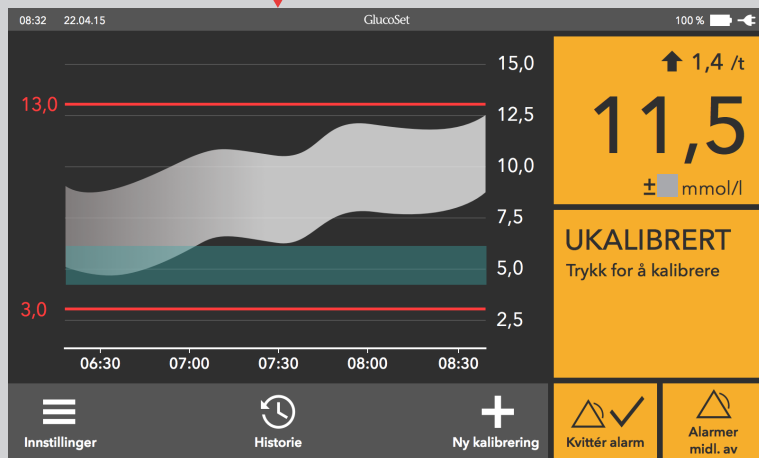 08:32 22.04.15 GlucoSet 100 %
15,0
13,0
12,5
10,0
7,5
5,0
3,0
2,5
06:30 07:00 07:30 08:00 08:30
1,4 /t
11,5
± mmol/l
UKALIBRERT
Trykk for å kalibrere
Innstillinger
Historie
Ny kalibrering
Kvittér alarm
Alarmer
midl. av